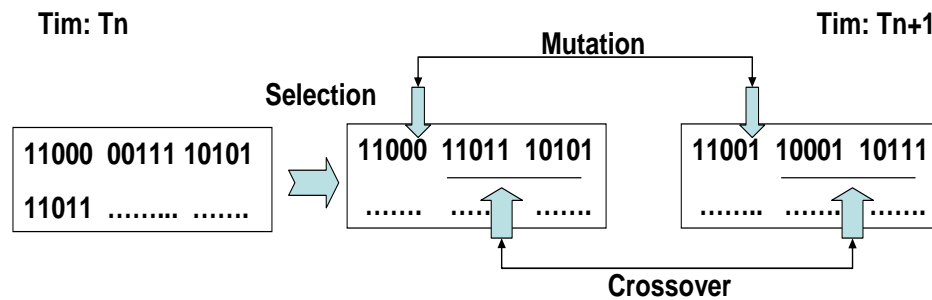 Tim: Tn
Tim: Tn+1
Mutation
Selection
11000 00111 10101
11011 ........ .......
11000 11011 10101
....... ....... .......
11001 10001 10111
........ ....... .......
Crossover